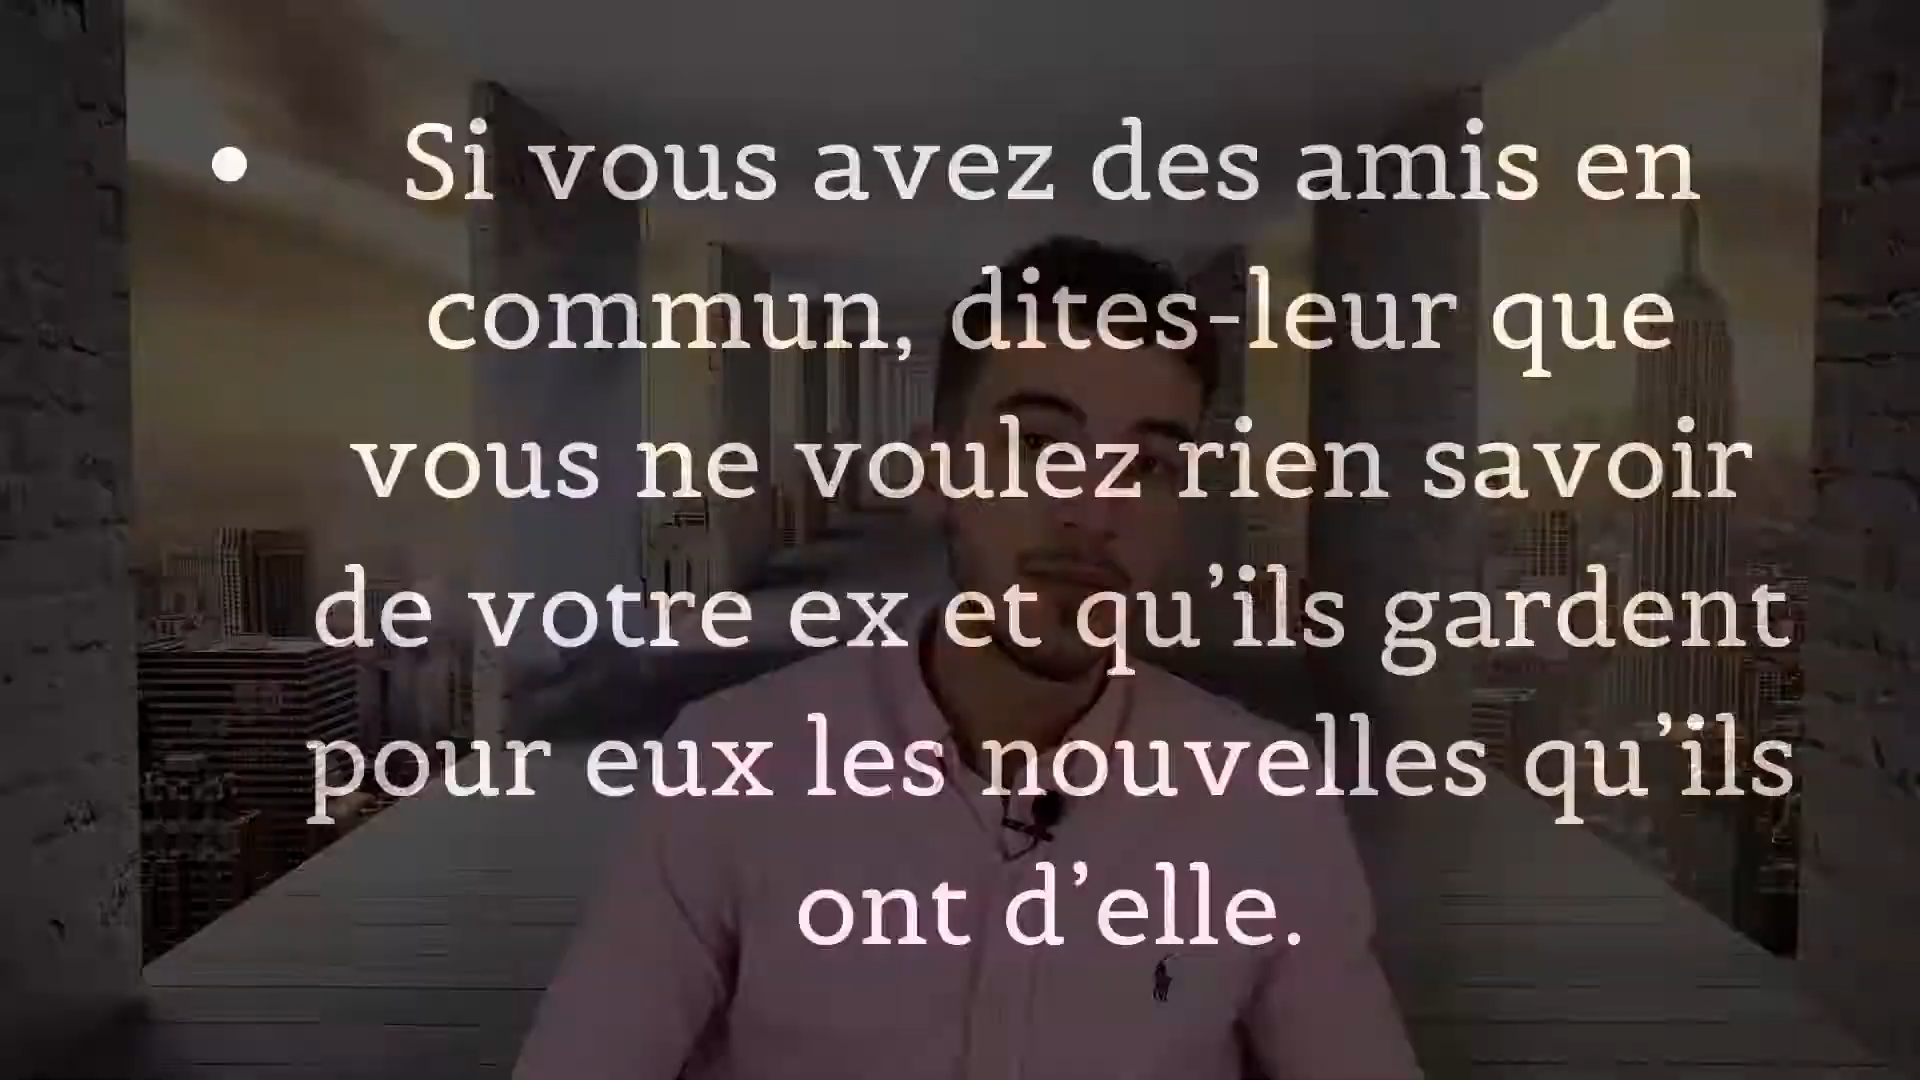 • Si vous avez des amis en
commun, dites-leur que
vous ne voulez rien savoir
de votre ex et qu’ils gardent
pour eux les nouvelles qu’ils
ont d’elle.